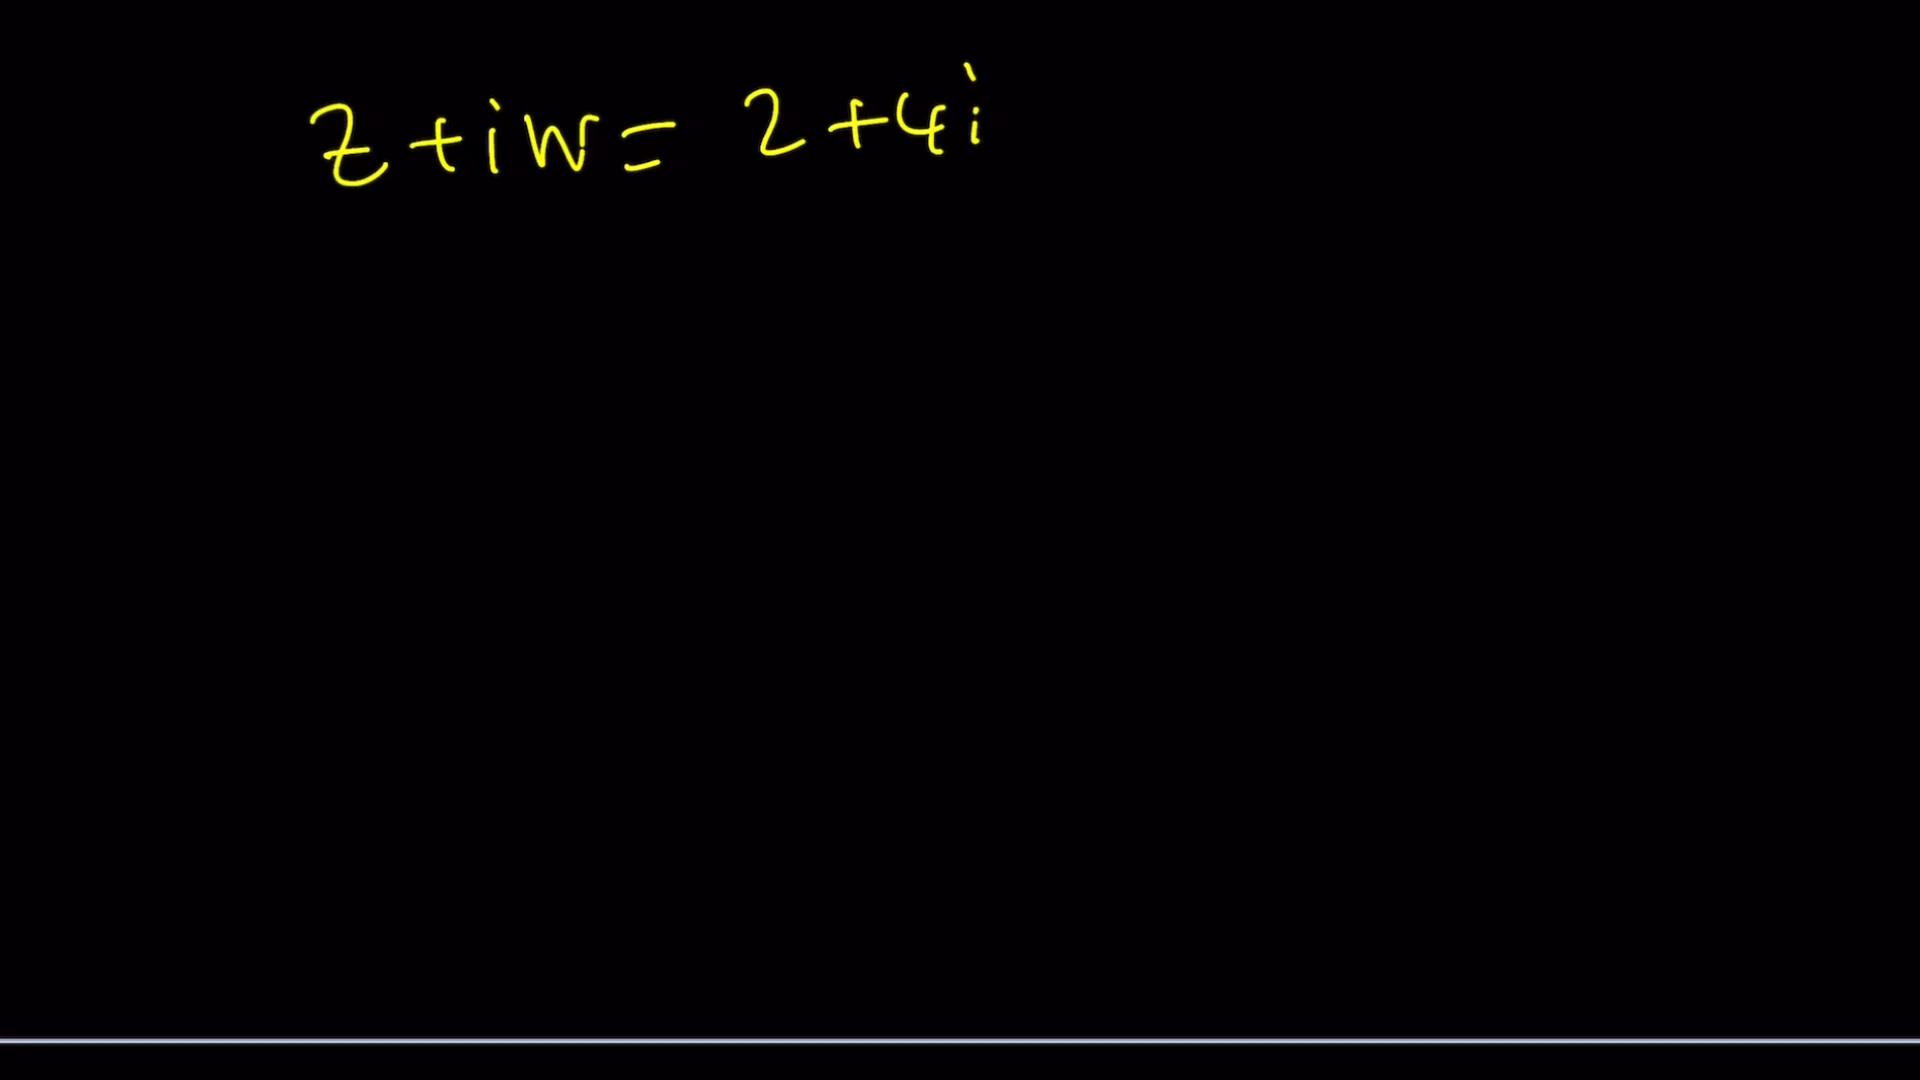 z + iw = 2 + 4i